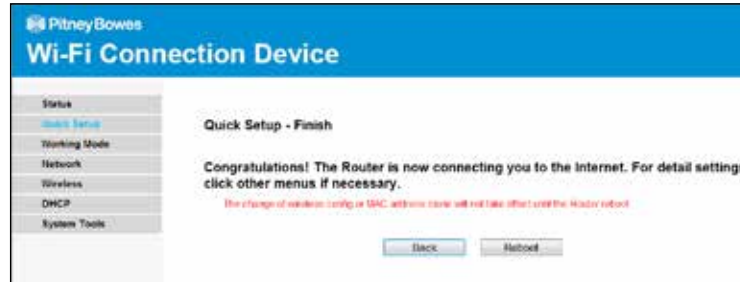 PitneyBowes
Wi-Fi Connection Device
Status
Quick Setup
Working Mode
Network
Wireless
DHCP
System Tools
Quick Setup - Finish
Congratulations! The Router is now connecting you to the Internet. For detail settings
click other menus if necessary.
The change of wireless config or MAC address clone will not take effect until the Router reboot
Back
Reboot